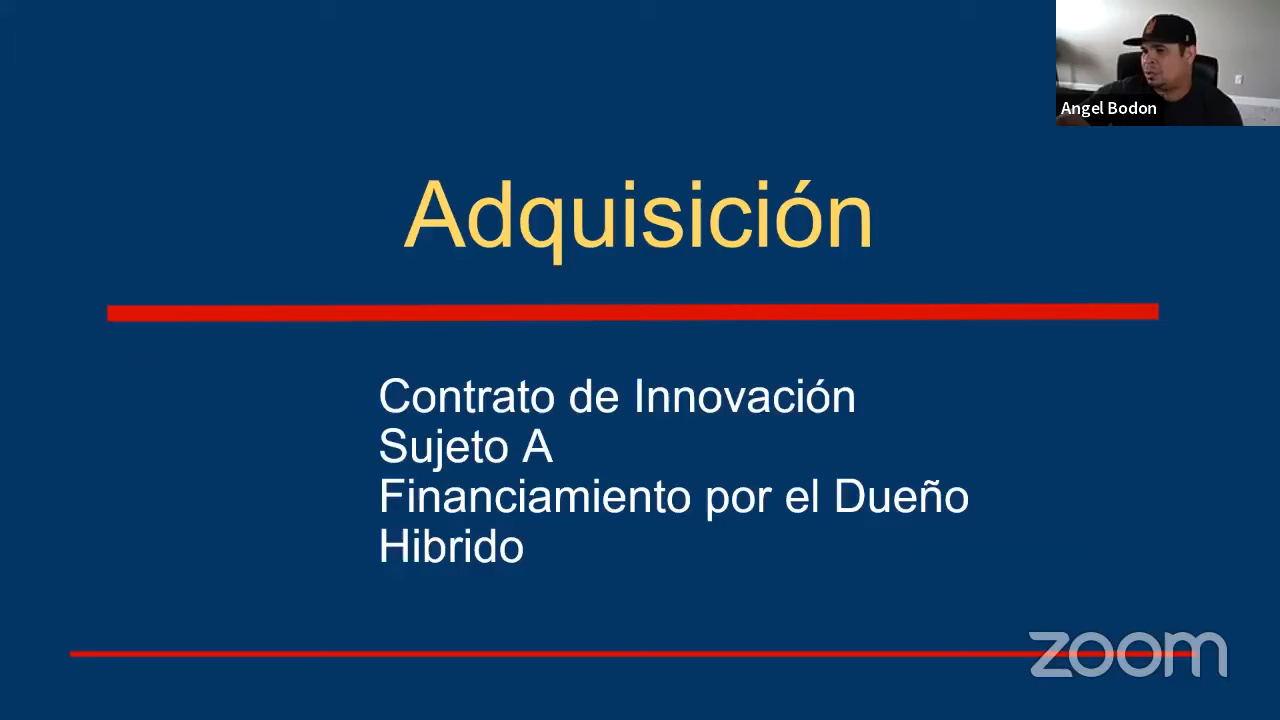 Angel Bodon
Adquisición
Contrato de Innovación
Sujeto A
Financiamiento por el Dueño
Hibrido
zoom